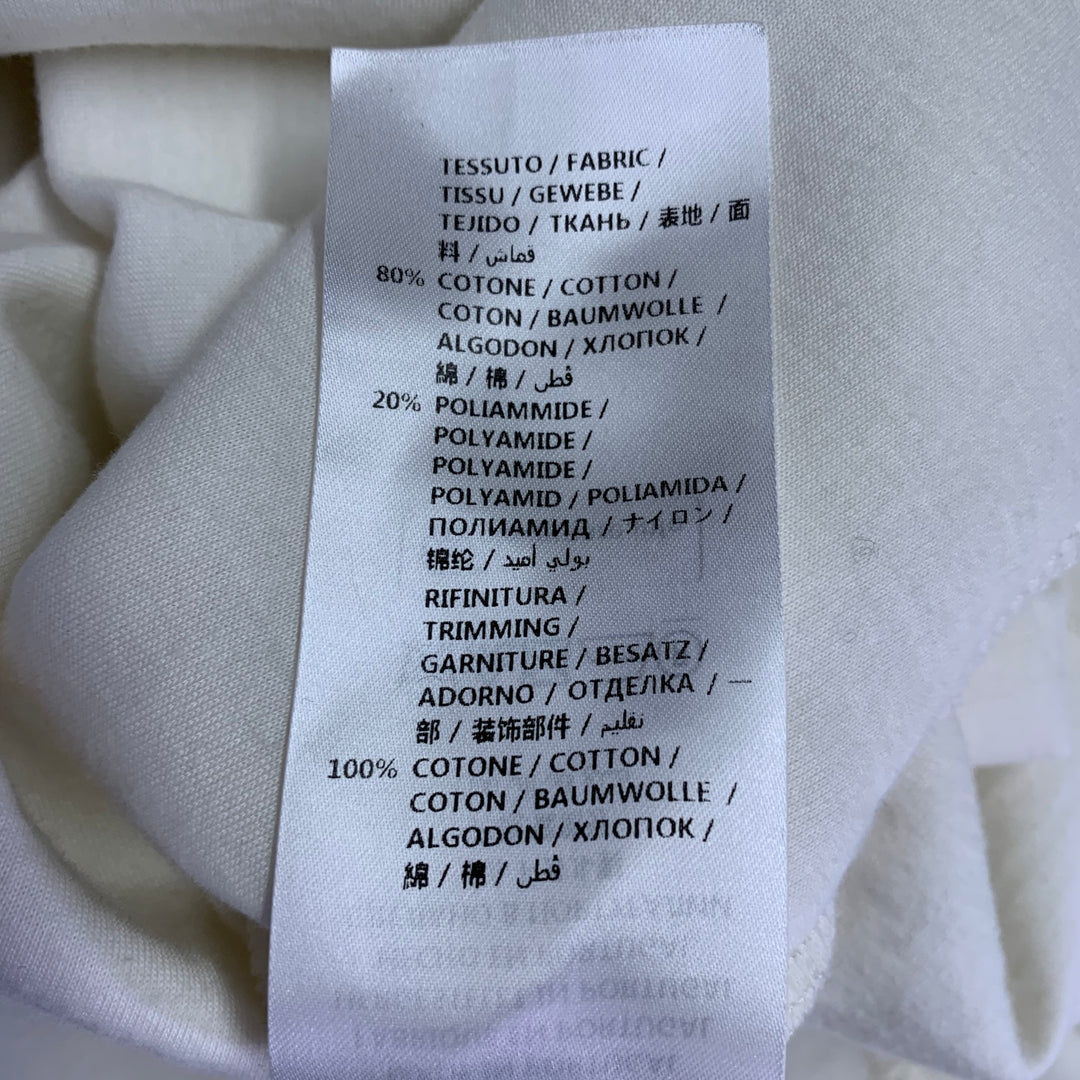 TESSUTO / FABRIC /
TISSU / GEWEBE /
TEJIDO / ТКАНЬ / 表地 / 面
料 / قماش
80% COTONE / COTTON /
COTON / BAUMWOLLE /
ALGODON / ХЛОПОК /
綿 / 棉 / قطن
20% POLIAMMIDE /
POLYAMIDE /
POLYAMIDE /
POLYAMID / POLIAMIDA /
ПОЛИАМИД / ナイロン /
锦纶 / بولي أميد
RIFINITURA /
TRIMMING /
GARNITURE / BESATZ /
ADORNO / ОТДЕЛКА / 一
部 / 装饰部件 / تقليم
100% COTONE / COTTON /
COTON / BAUMWOLLE /
ALGODON / ХЛОПОК /
綿 / 棉 / قطن